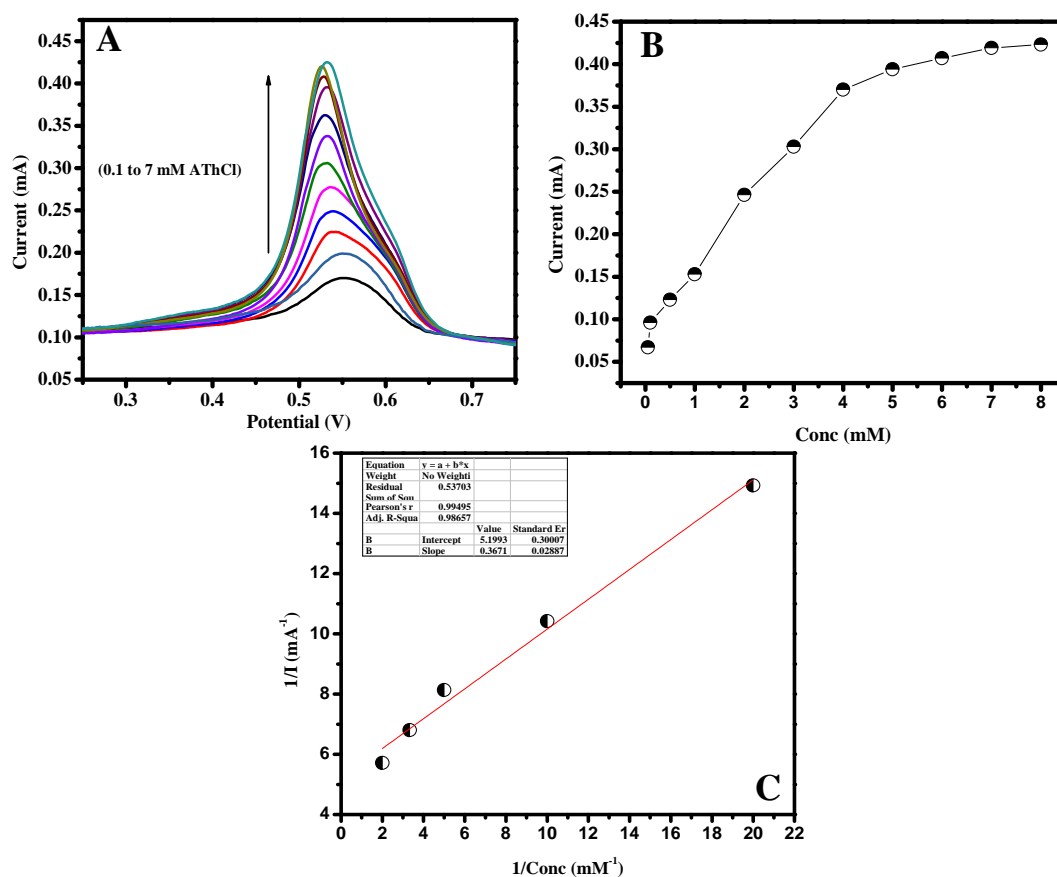 A
0.45
0.40
0.35
0.30
0.25
0.20
0.15
0.10
0.05
Current (mA)
(0.1 to 7 mM AThCl)
0.3 0.4 0.5 0.6 0.7
Potential (V)
B
0.45
0.40
0.35
0.30
0.25
0.20
0.15
0.10
0.05
Current (mA)
0 1 2 3 4 5 6 7 8
Conc (mM)
16
14
12
10
8
6
4
1/I (mA-1)
Equation y = a + b*x
Weight No Weighti
Residual 0.53703
Sum of Squ
Pearson's r 0.99495
Adj. R-Squa 0.98657
Value Standard Er
B Intercept 5.1993 0.30007
B Slope 0.3671 0.02887
C
0 2 4 6 8 10 12 14 16 18 20 22
1/Conc (mM-1)